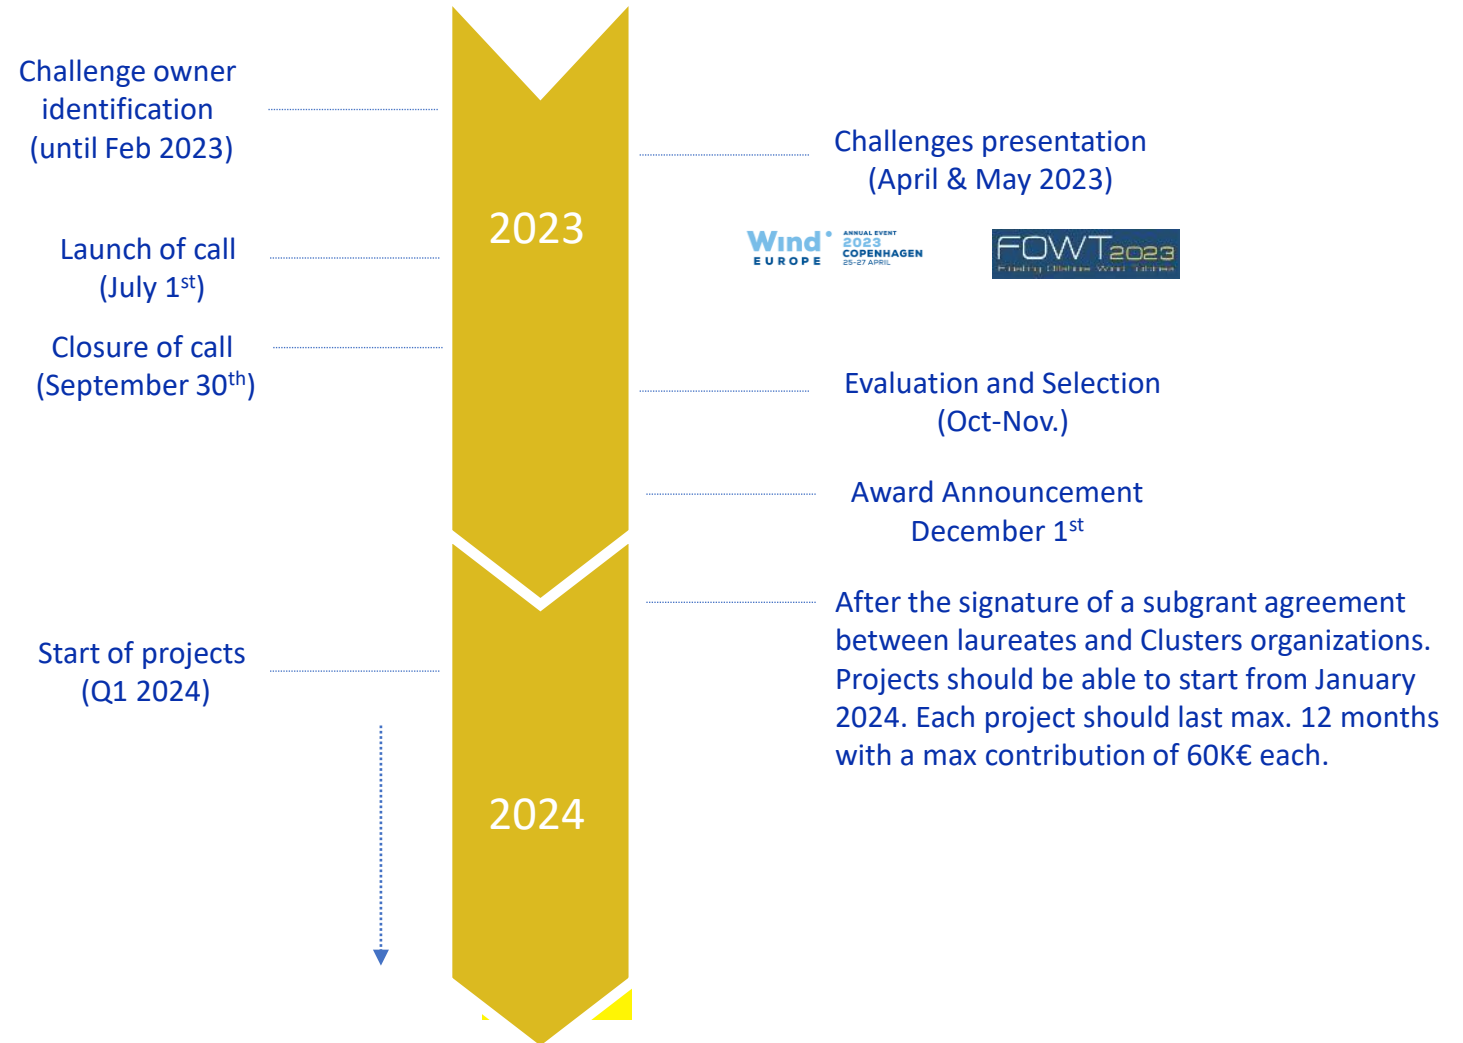 Challenge owner
identification
(until Feb 2023)
Challenges presentation
(April & May 2023)
2023
Wind
EUROPE
ANNUAL EVENT
2023
COPENHAGEN
25-27 APRIL
FOWT2023
Floating Offshore Wind Turbines
Launch of call
(July 1st)
Closure of call
(September 30th)
Evaluation and Selection
(Oct-Nov.)
Award Announcement
December 1st
After the signature of a subgrant agreement
between laureates and Clusters organizations.
Projects should be able to start from January
2024. Each project should last max. 12 months
with a max contribution of 60K€ each.
Start of projects
(Q1 2024)
2024